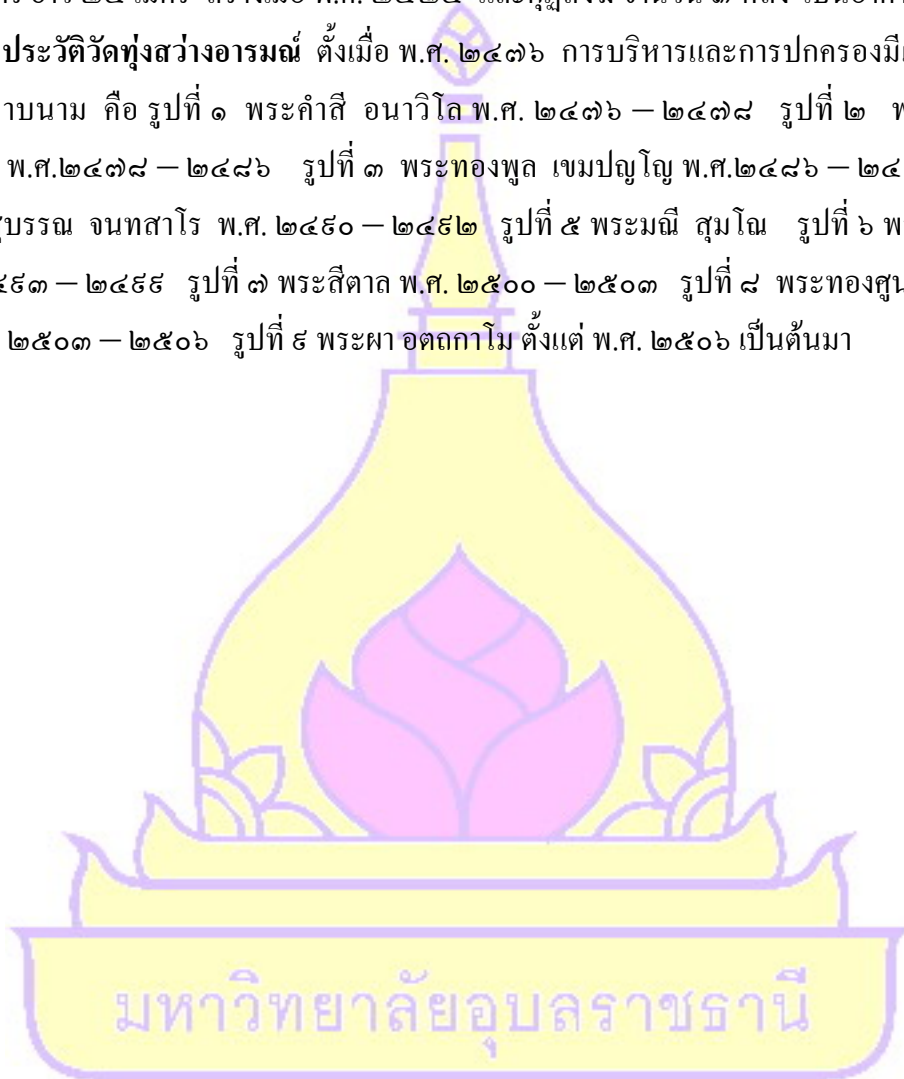 ประวัติวัดทุ่งสว่างอารมณ์ ตั้งเมื่อ พ.ศ. ๒๔๗๖ การบริหารและการปกครองมี
าบนาม คือ รูปที่ ๑ พระคำสี อนาวิโล พ.ศ. ๒๔๗๖ – ๒๔๗๘ รูปที่ ๒
พ.ศ.๒๔๗๘ – ๒๔๘๖ รูปที่ ๓ พระทองพูล เขมปญโญ พ.ศ.๒๔๘๖ – ๒๔
ุบรรณ จนทสาโร พ.ศ. ๒๔๙๐ – ๒๔๙๒ รูปที่ ๕ พระมณี สุมโณ รูปที่ ๖ พ
๔๙๓ – ๒๔๙๙ รูปที่ ๗ พระสีตาล พ.ศ. ๒๕๐๐ – ๒๕๐๓ รูปที่ ๘ พระทองศูน
๒๕๐๓ – ๒๕๐๖ รูปที่ ๙ พระผา อตถกาโม ตั้งแต่ พ.ศ. ๒๕๐๖ เป็นต้นมา
มหาวิทยาลัยอุบลราชธานี